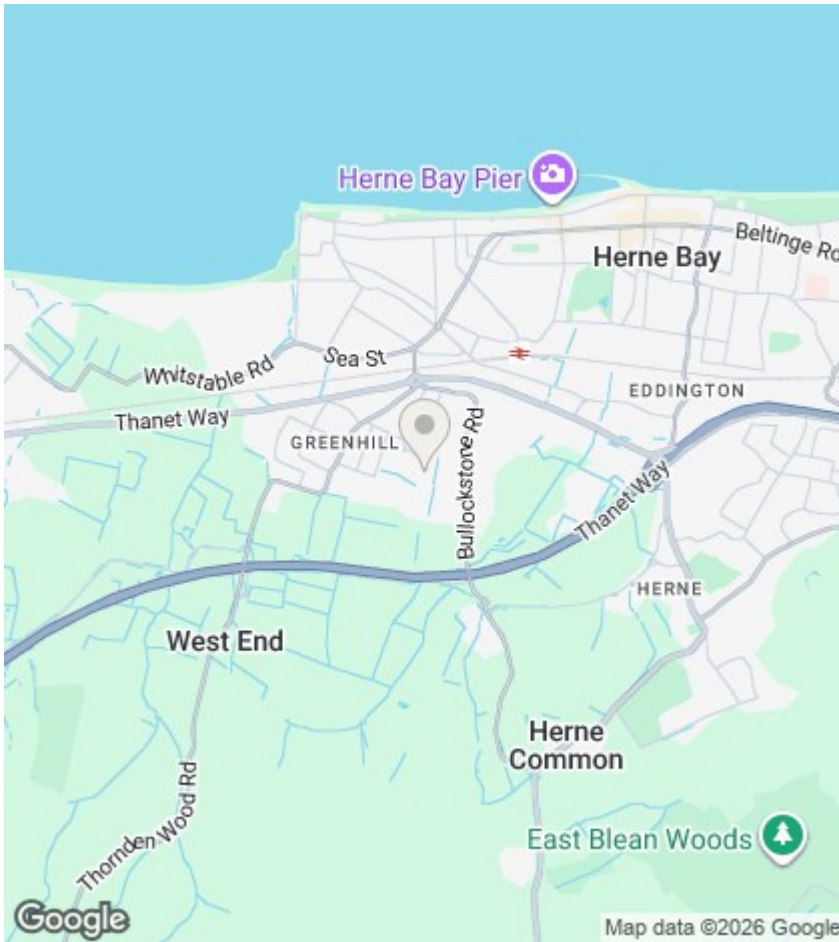 Herne Bay Pier
Herne Bay
Beltinge Ro
Whitstable Rd
Sea St
Thanet Way
GREENHILL
Bullockstone Rd
EDDINGTON
Thanet Way
HERNE
West End
Herne
Common
Thornden Wood Rd
East Blean Woods
Google
Map data ©2026 Google